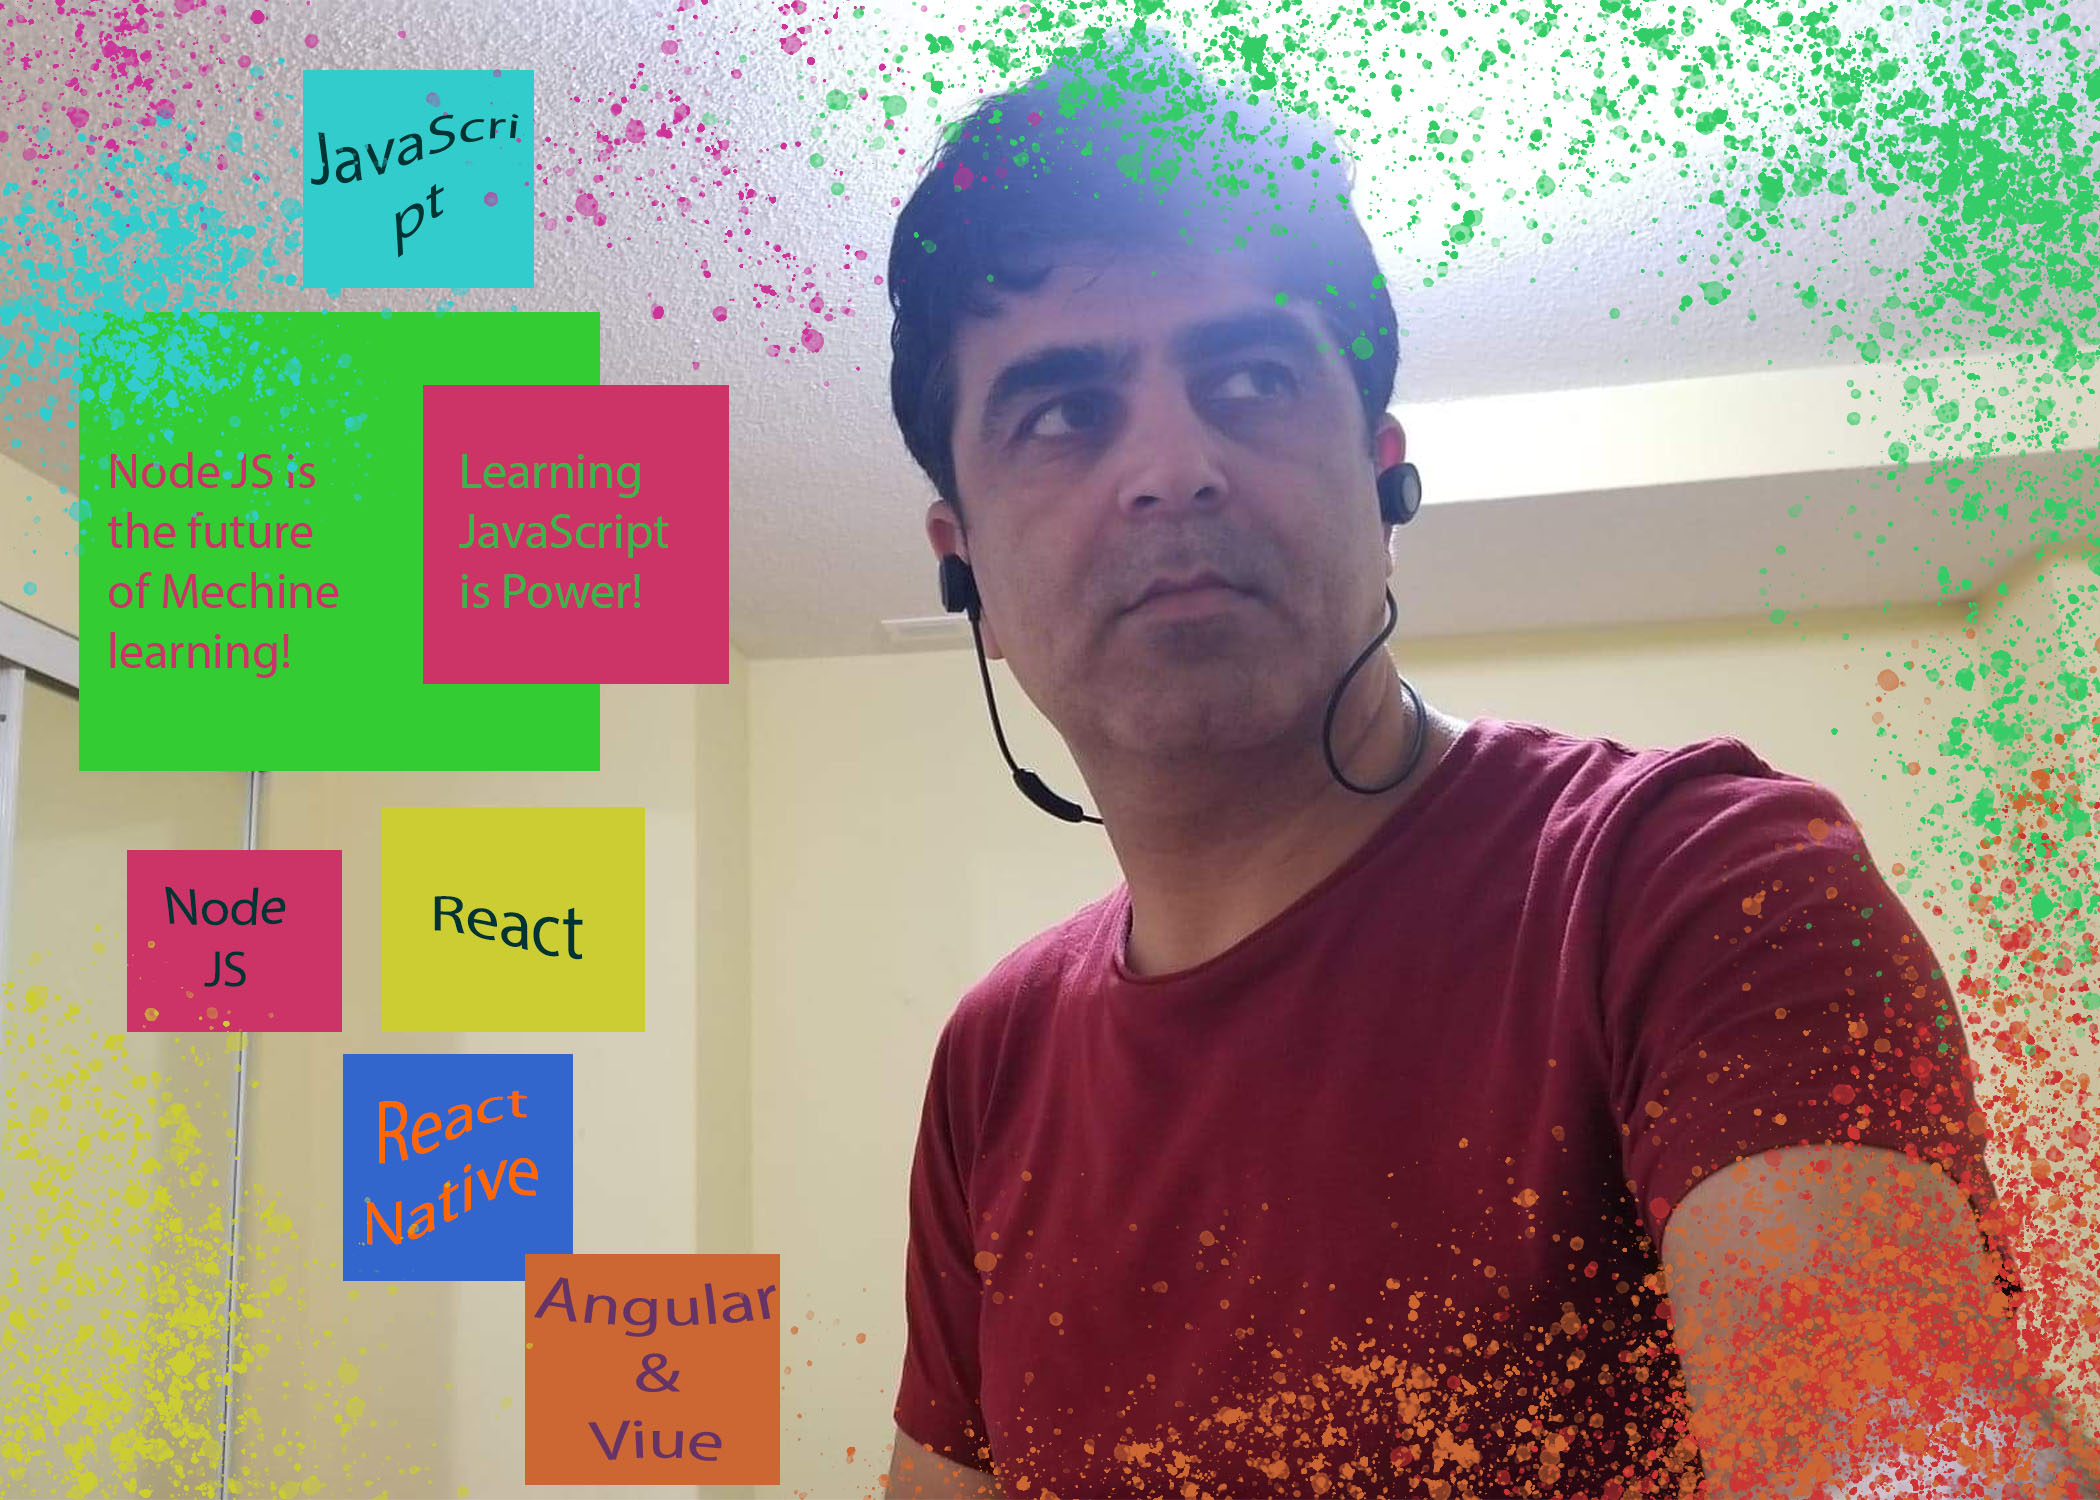 JavaScri
pt
Node JS is
the future
of Mechine
learning!
Learning
JavaScript
is Power!
Node
JS
React
React
Native
Angular
&
Viue